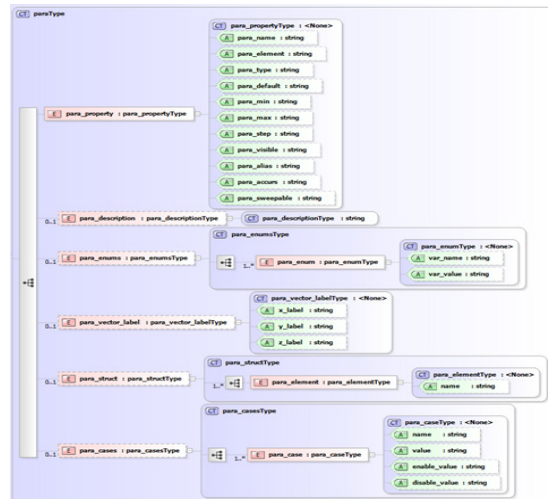 CT paraType
CT para_propertyType : <None>
A para_name : string
A para_element : string
A para_type : string
A para_default : string
A para_min : string
A para_max : string
A para_step : string
A para_visible : string
A para_alias : string
A para_accurs : string
A para_sweepable : string
E para_property : para_propertyType
0..1 E para_description : para_descriptionType
CT para_descriptionType : string
CT para_enumsType
0..1 E para_enums : para_enumsType
1..* E para_enum : para_enumType
CT para_enumType : <None>
A var_name : string
A var_value : string
0..1 E para_vector_label : para_vector_labelType
CT para_vector_labelType : <None>
A x_label : string
A y_label : string
A z_label : string
CT para_structType
0..1 E para_struct : para_structType
1..* E para_element : para_elementType
CT para_elementType : <None>
A name : string
CT para_casesType
0..1 E para_cases : para_casesType
1..* E para_case : para_caseType
CT para_caseType : <None>
A name : string
A value : string
A enable_value : string
A disable_value : string